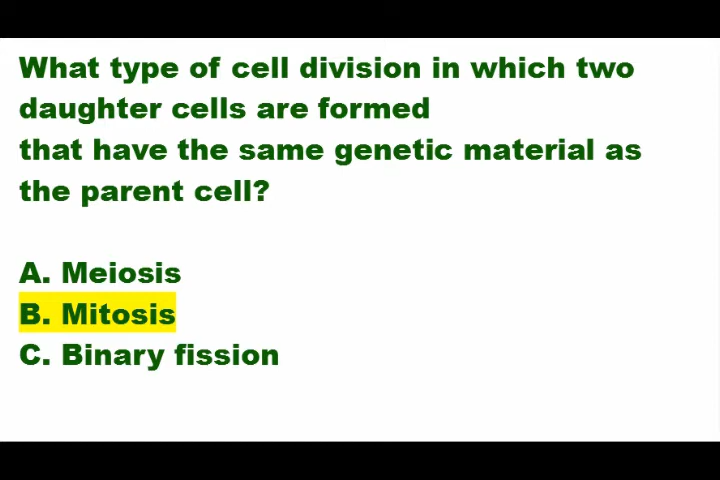 What type of cell division in which two
daughter cells are formed
that have the same genetic material as
the parent cell?
A. Meiosis
B. Mitosis
C. Binary fission